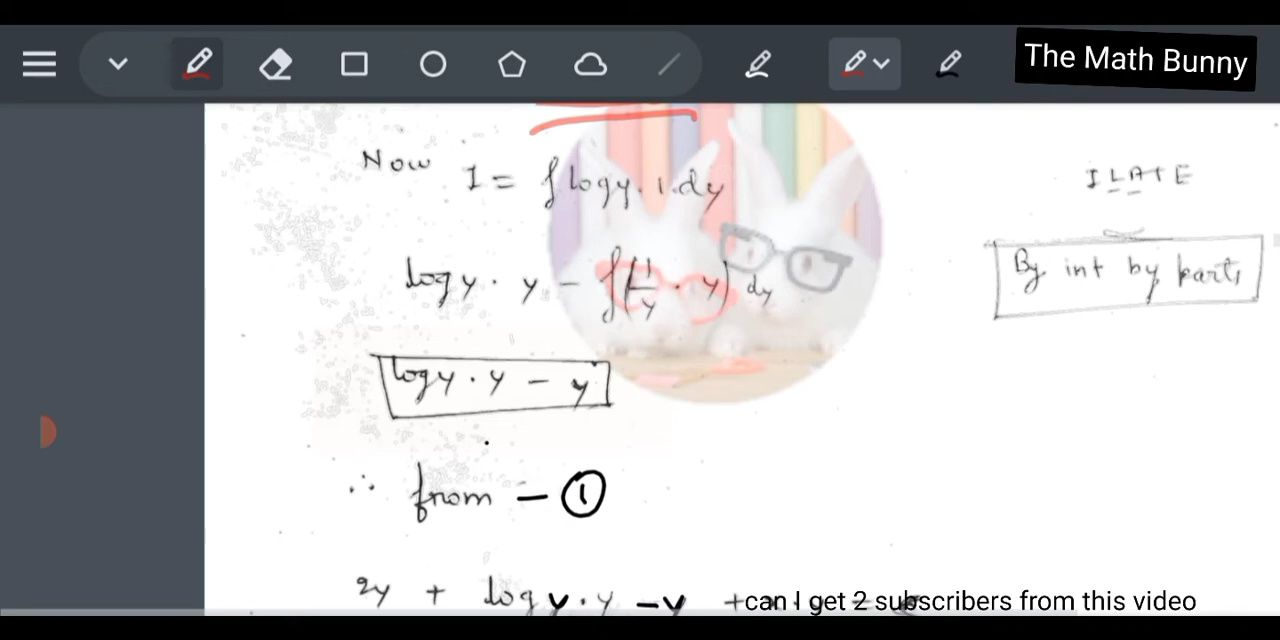 The Math Bunny
Now I = ∫ log y . 1. dy
ILATE
log y . y - ∫(1/y . y) dy
By int by parts
log y . y - y
∴ from - ①
2y + log y . y - y +
can I get 2 subscribers from this video